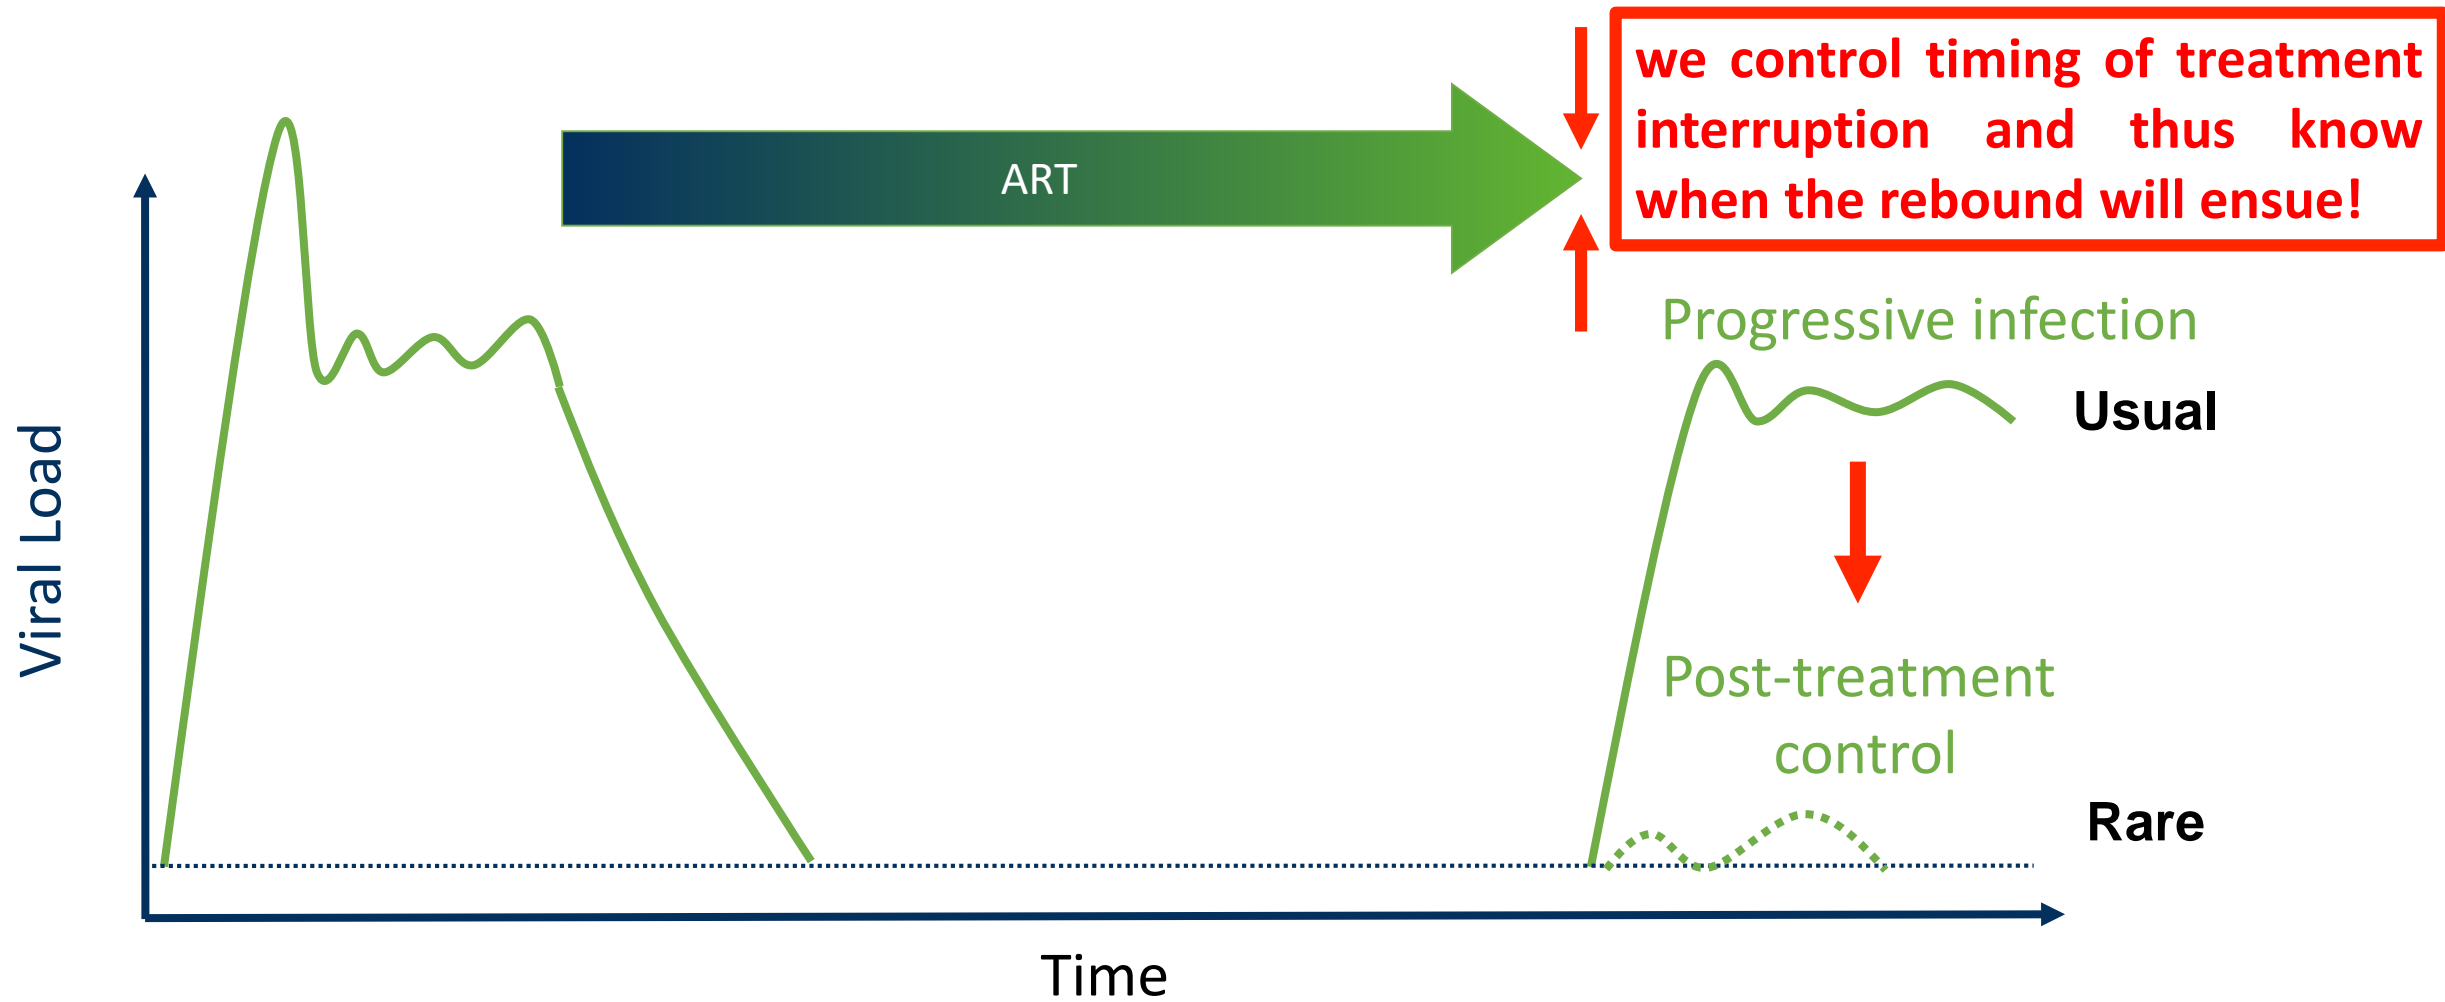 we control timing of treatment
interruption and thus know
when the rebound will ensue!
ART
Progressive infection
Usual
Viral Load
Post-treatment
control
Rare
Time